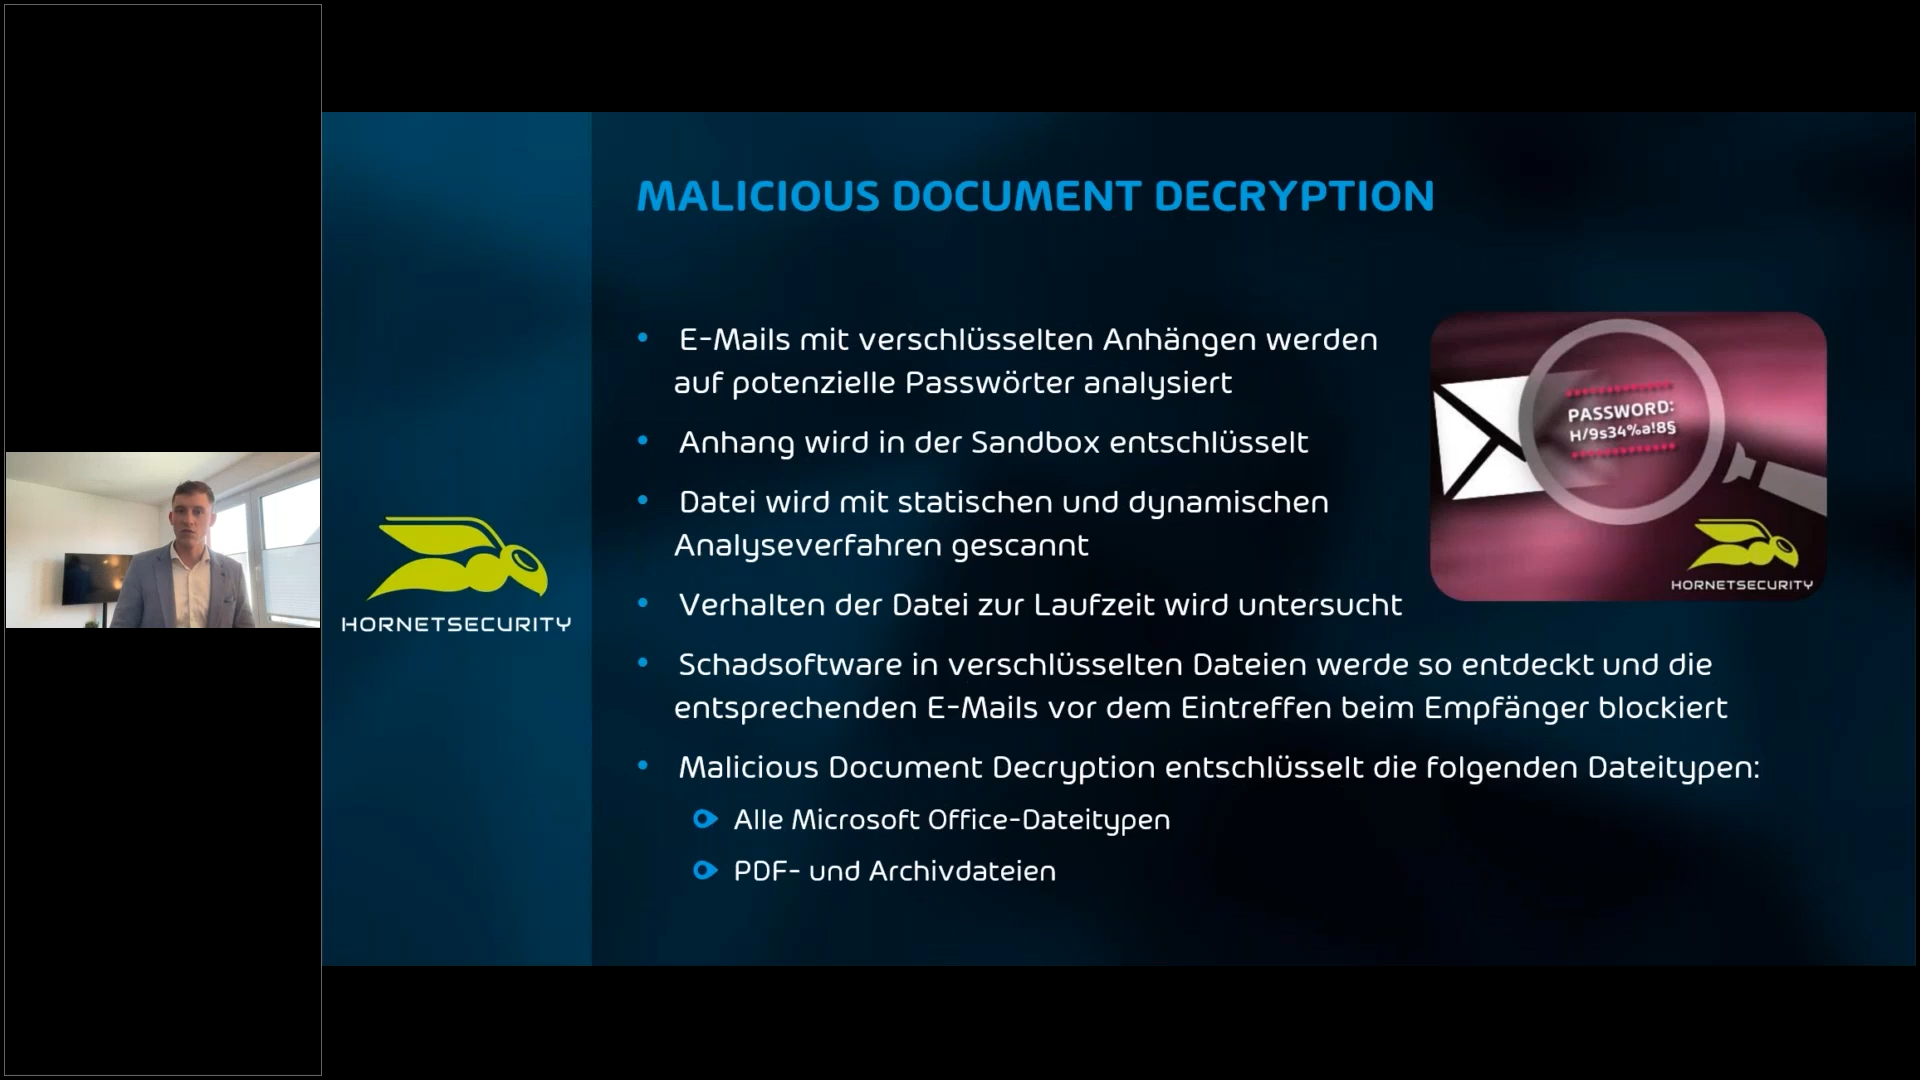 MALICIOUS DOCUMENT DECRYPTION
• E-Mails mit verschlüsselten Anhängen werden
auf potenzielle Passwörter analysiert
• Anhang wird in der Sandbox entschlüsselt
• Datei wird mit statischen und dynamischen
Analyseverfahren gescannt
• Verhalten der Datei zur Laufzeit wird untersucht
• Schadsoftware in verschlüsselten Dateien werde so entdeckt und die
entsprechenden E-Mails vor dem Eintreffen beim Empfänger blockiert
• Malicious Document Decryption entschlüsselt die folgenden Dateitypen:
Alle Microsoft Office-Dateitypen
PDF- und Archivdateien
PASSWORD:
H/9s34%a!8§
HORNETSECURITY
HORNETSECURITY